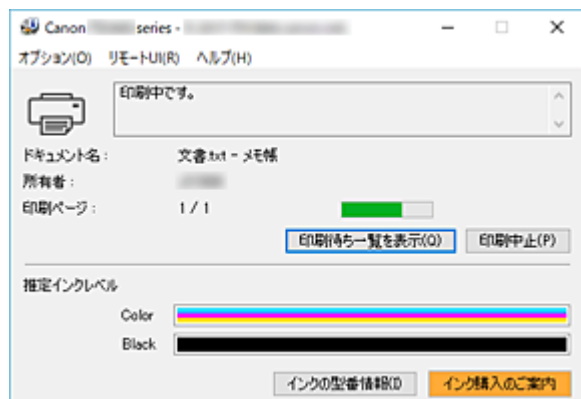 Canon series -
オプション(O) リモートUI(R) ヘルプ(H)
印刷中です。
ドキュメント名 : 文書.txt - メモ帳
所有者 :
印刷ページ : 1 / 1
印刷待ち一覧を表示(Q) 印刷中止(P)
推定インクレベル
Color
Black
インクの型番情報(I) インク購入のご案内